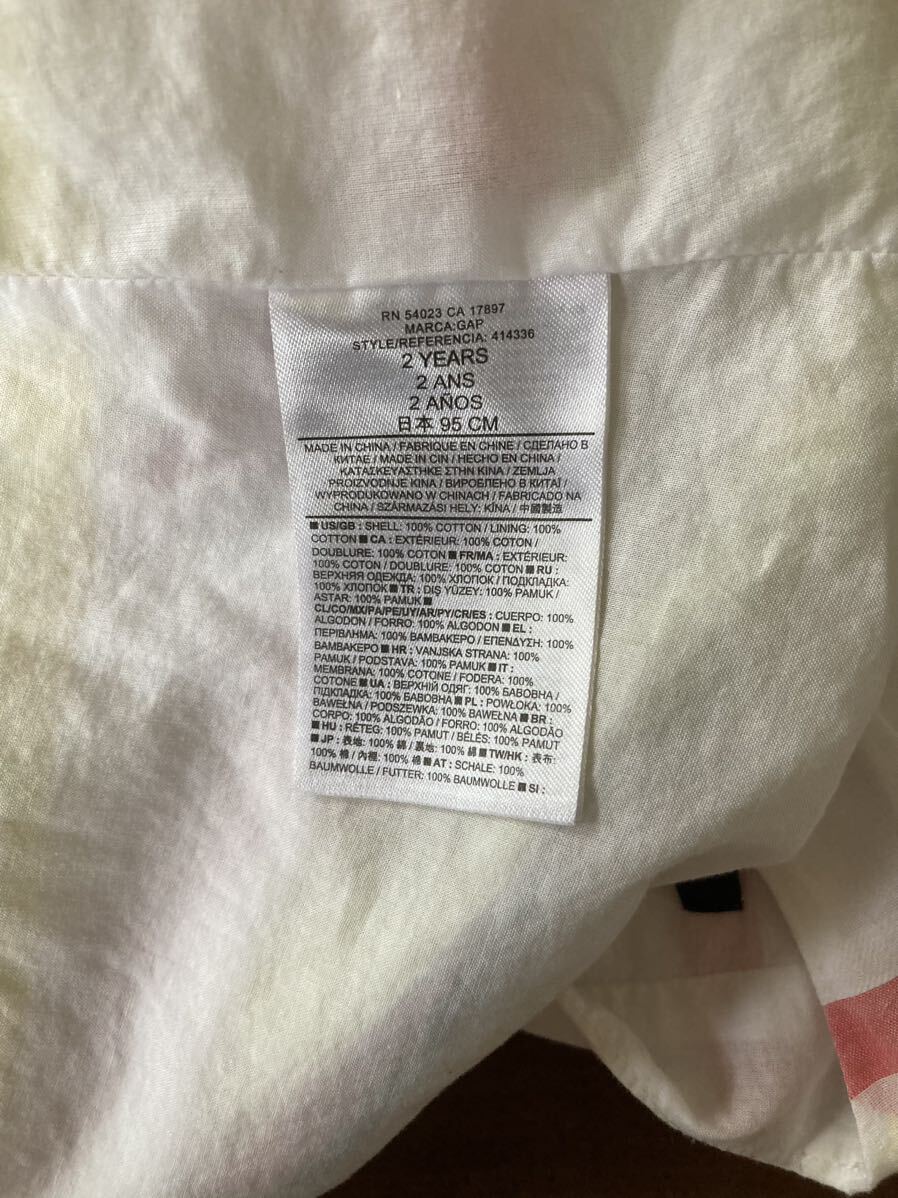 RN 54023 CA 17897
MARCA:GAP
STYLE/REFERENCIA: 414336
2 YEARS
2 ANS
2 AÑOS
日本 95 CM
MADE IN CHINA / FABRIQUE EN CHINE / СДЕЛАНО В
КИТАЕ / MADE IN CIN / HECHO EN CHINA /
ΚΑΤΑΣΚΕΥΑΣΤΗΚΕ ΣΤΗΝ ΚΙΝΑ / ZEMLJA
PROIZVODNJE KINA / ВИРОБЛЕНО В КИТАЇ /
WYPRODUKOWANO W CHINACH / FABRICADO NA
CHINA / SZÁRMAZÁSI HELY: KÍNA / 中國製造
■ US/GB : SHELL: 100% COTTON / LINING: 100%
COTTON ■ CA : EXTÉRIEUR: 100% COTON /
DOUBLURE: 100% COTON ■ FR/MA : EXTÉRIEUR:
100% COTON / DOUBLURE: 100% COTON ■ RU :
ВЕРХНЯЯ ОДЕЖДА: 100% ХЛОПОК / ПОДКЛАДКА:
100% ХЛОПОК ■ TR : DIŞ YÜZEY: 100% PAMUK /
ASTAR: 100% PAMUK ■
CL/CO/MX/PA/PE/UY/AR/PY/CR/ES : CUERPO: 100%
ALGODON / FORRO: 100% ALGODON ■ EL :
ΠΕΡΙΒΛΗΜΑ: 100% ΒΑΜΒΑΚΕΡΟ / ΕΠΕΝΔΥΣΗ: 100%
ΒΑΜΒΑΚΕΡΟ ■ HR : VANJSKA STRANA: 100%
PAMUK / PODSTAVA: 100% PAMUK ■ IT :
MEMBRANA: 100% COTONE / FODERA: 100%
COTONE ■ UA : ВЕРХНІЙ ОДЯГ: 100% БАВОВНА /
ПІДКЛАДКА: 100% БАВОВНА ■ PL : POWŁOKA: 100%
BAWEŁNA / PODSZEWKA: 100% BAWEŁNA ■ BR :
CORPO: 100% ALGODÃO / FORRO: 100% ALGODÃO
■ HU : RÉTEG: 100% PAMUT / BÉLÉS: 100% PAMUT
■ JP : 表地: 100% 綿 / 裏地: 100% 綿 ■ TW/HK : 表布:
100% 棉 / 內裡: 100% 棉 ■ AT : SCHALE: 100%
BAUMWOLLE / FUTTER: 100% BAUMWOLLE ■ SI :